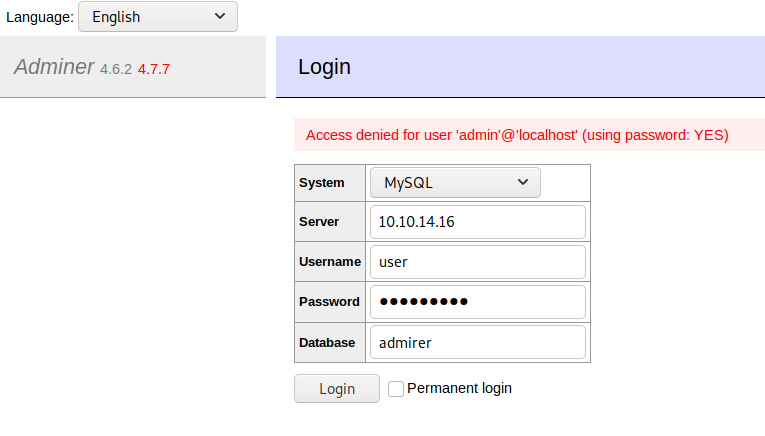 Language: English
Adminer 4.6.2 4.7.7
Login
Access denied for user 'admin'@'localhost' (using password: YES)
System MySQL
Server 10.10.14.16
Username user
Password ●●●●●●●●●
Database admirer
Login Permanent login